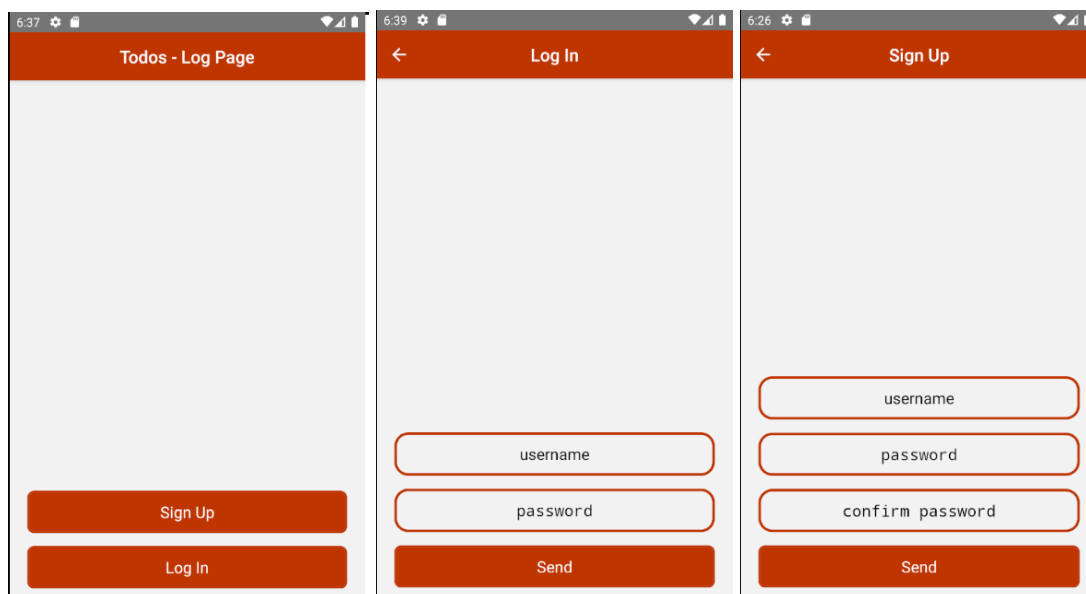 6:37
Todos - Log Page
Sign Up
Log In
6:39
Log In
username
password
Send
6:26
Sign Up
username
password
confirm password
Send